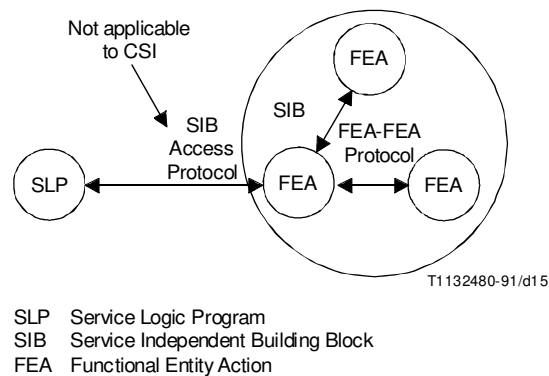 Not applicable
to CSI
FEA
SIB
SIB
Access
Protocol
FEA-FEA
Protocol
SLP
FEA
FEA
T1132480-91/d15
SLP Service Logic Program
SIB Service Independent Building Block
FEA Functional Entity Action